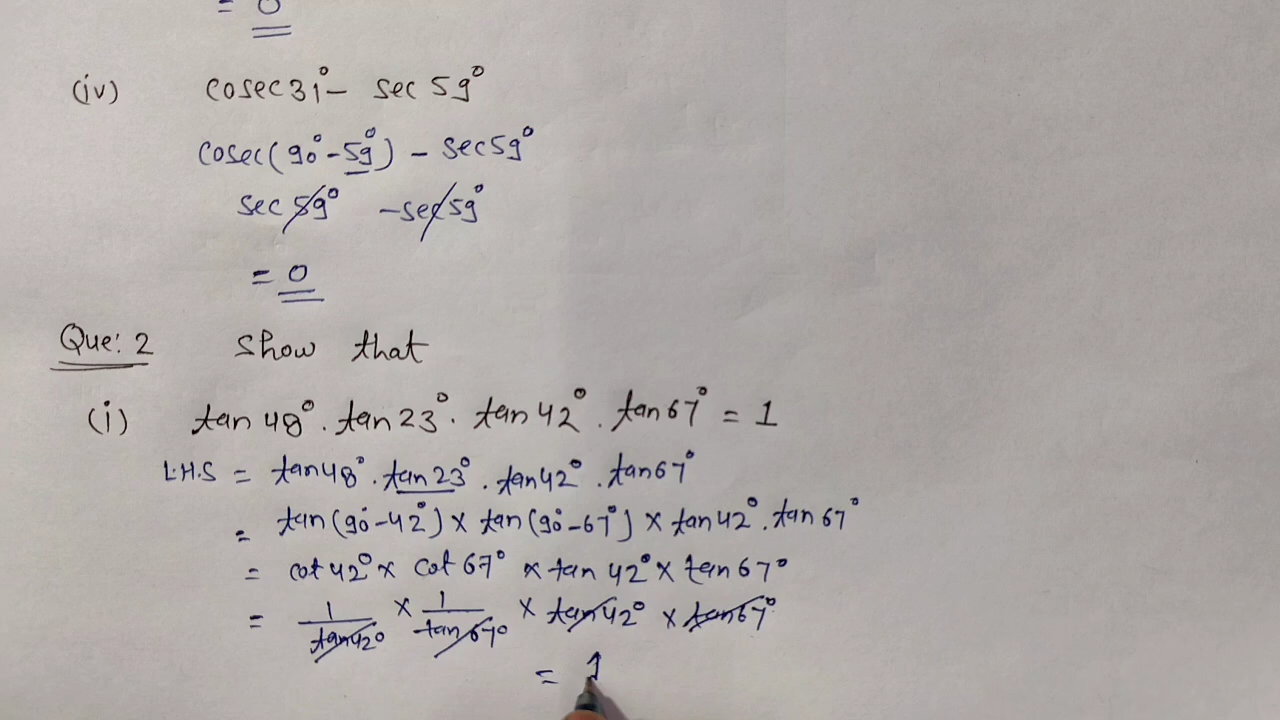 = 0
(iv) cosec 31° - sec 59°
cosec (90° - 59°) - sec 59°
sec 59° - sec 59°
= 0
Que: 2 Show that
(i) tan 48° . tan 23° . tan 42° . tan 67° = 1
L.H.S = tan 48° . tan 23° . tan 42° . tan 67°
= tan (90° - 42°) × tan (90° - 67°) × tan 42° . tan 67°
= cot 42° × cot 67° × tan 42° × tan 67°
= 1/tan 42° × 1/tan 67° × tan 42° × tan 67°
= 1